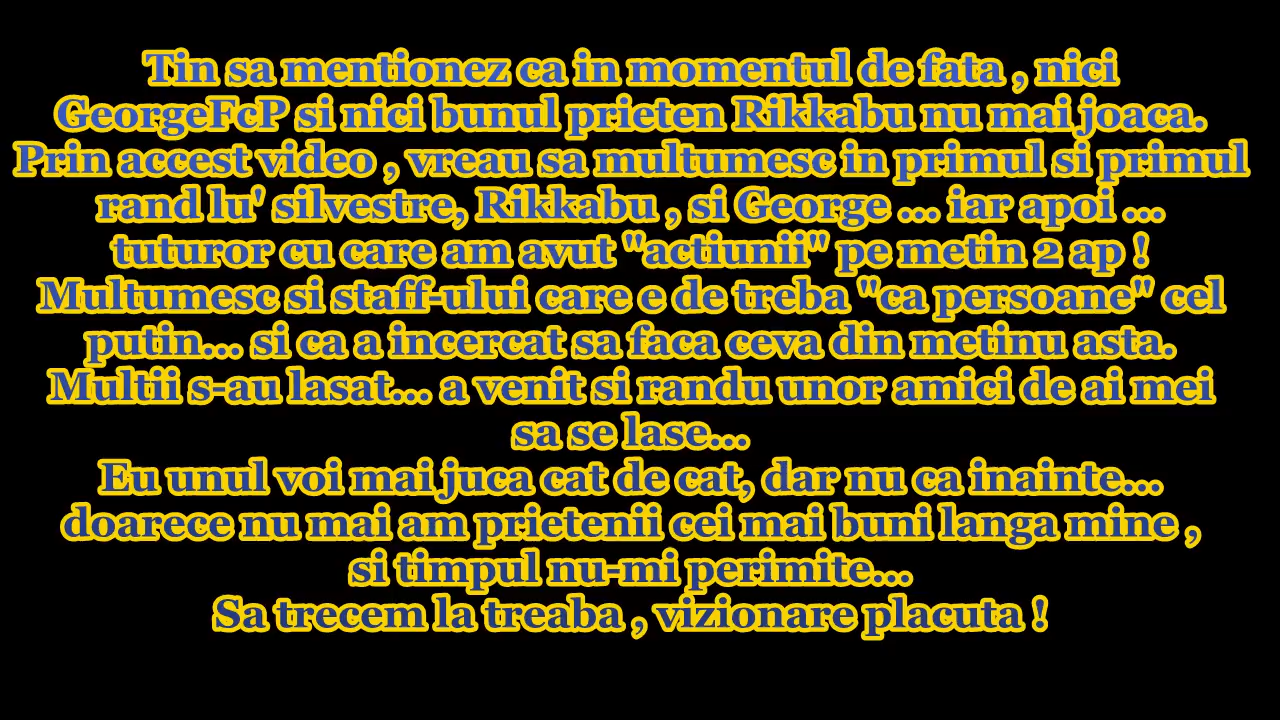 Tin sa mentionez ca in momentul de fata , nici
GeorgeFcP si nici bunul prieten Rikkabu nu mai joaca.
Prin accest video , vreau sa multumesc in primul si primul
rand lu' silvestre, Rikkabu , si George ... iar apoi ...
tuturor cu care am avut "actiunii" pe metin 2 ap !
Multumesc si staff-ului care e de treba "ca persoane" cel
putin... si ca a incercat sa faca ceva din metinu asta.
Multii s-au lasat... a venit si randu unor amici de ai mei
sa se lase...
Eu unul voi mai juca cat de cat, dar nu ca inainte...
doarece nu mai am prietenii cei mai buni langa mine ,
si timpul nu-mi perimite...
Sa trecem la treaba , vizionare placuta !